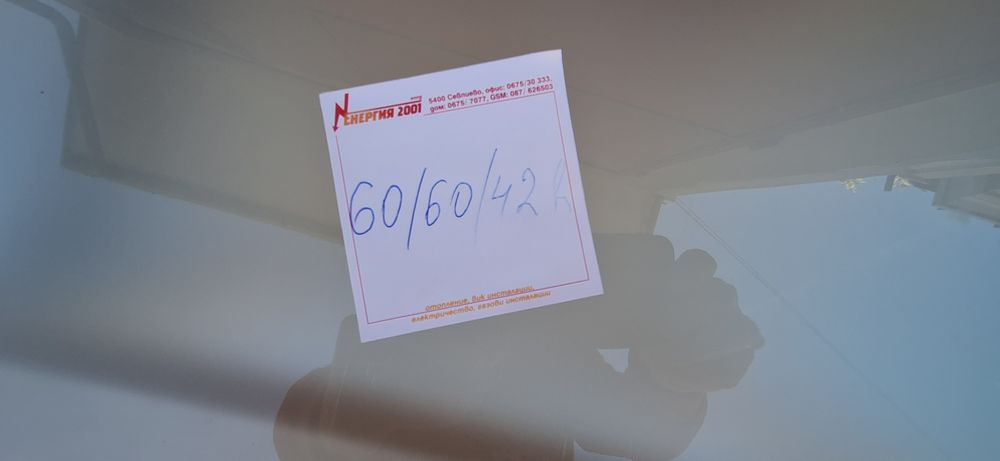 ЕНЕРГИЯ 2001
5400 Севлиево, офис: 0675/30 333,
дом: 0675/ 7077, GSM: 087/ 626503
60/60/42 h
отопление, вик инсталации,
електричество, газови инсталации